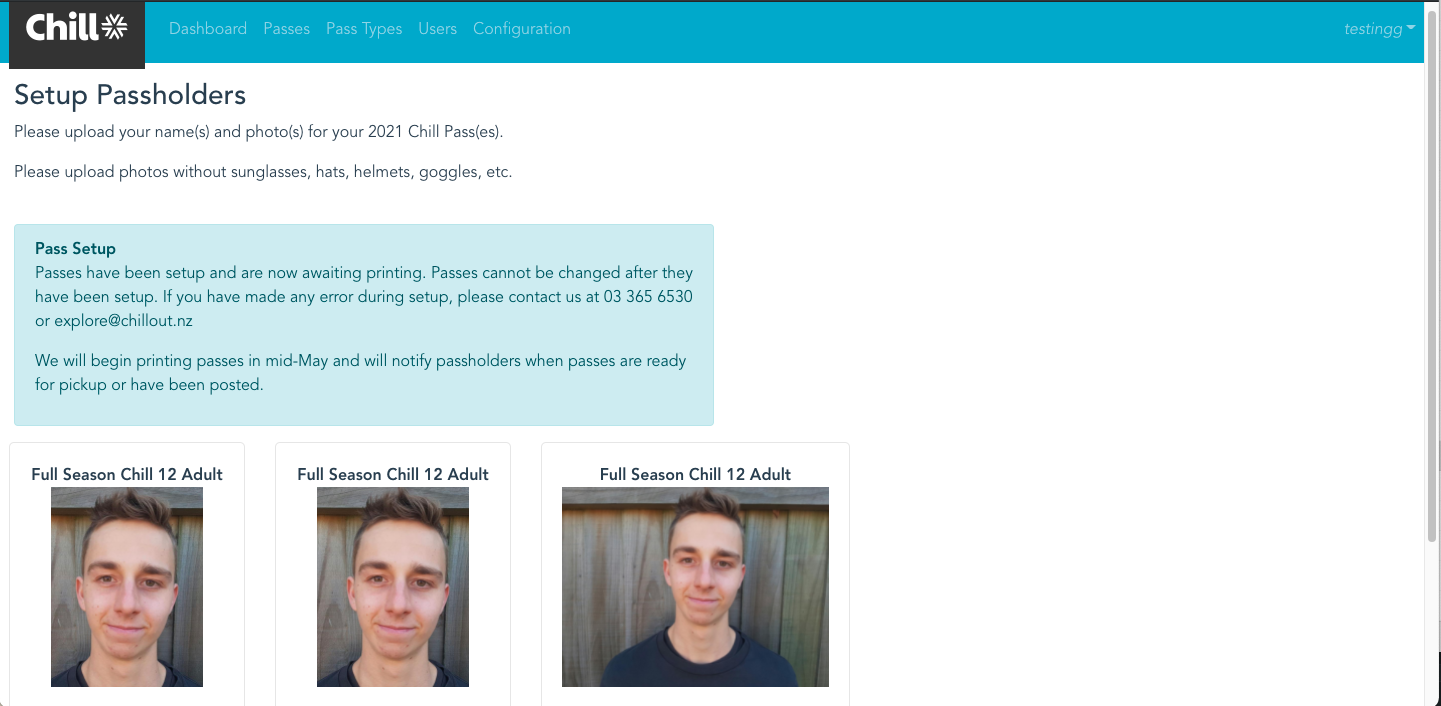 Chill
Dashboard Passes Pass Types Users Configuration testingg
Setup Passholders
Please upload your name(s) and photo(s) for your 2021 Chill Pass(es).
Please upload photos without sunglasses, hats, helmets, goggles, etc.
Pass Setup
Passes have been setup and are now awaiting printing. Passes cannot be changed after they
have been setup. If you have made any error during setup, please contact us at 03 365 6530
or explore@chillout.nz
We will begin printing passes in mid-May and will notify passholders when passes are ready
for pickup or have been posted.
Full Season Chill 12 Adult
Full Season Chill 12 Adult
Full Season Chill 12 Adult